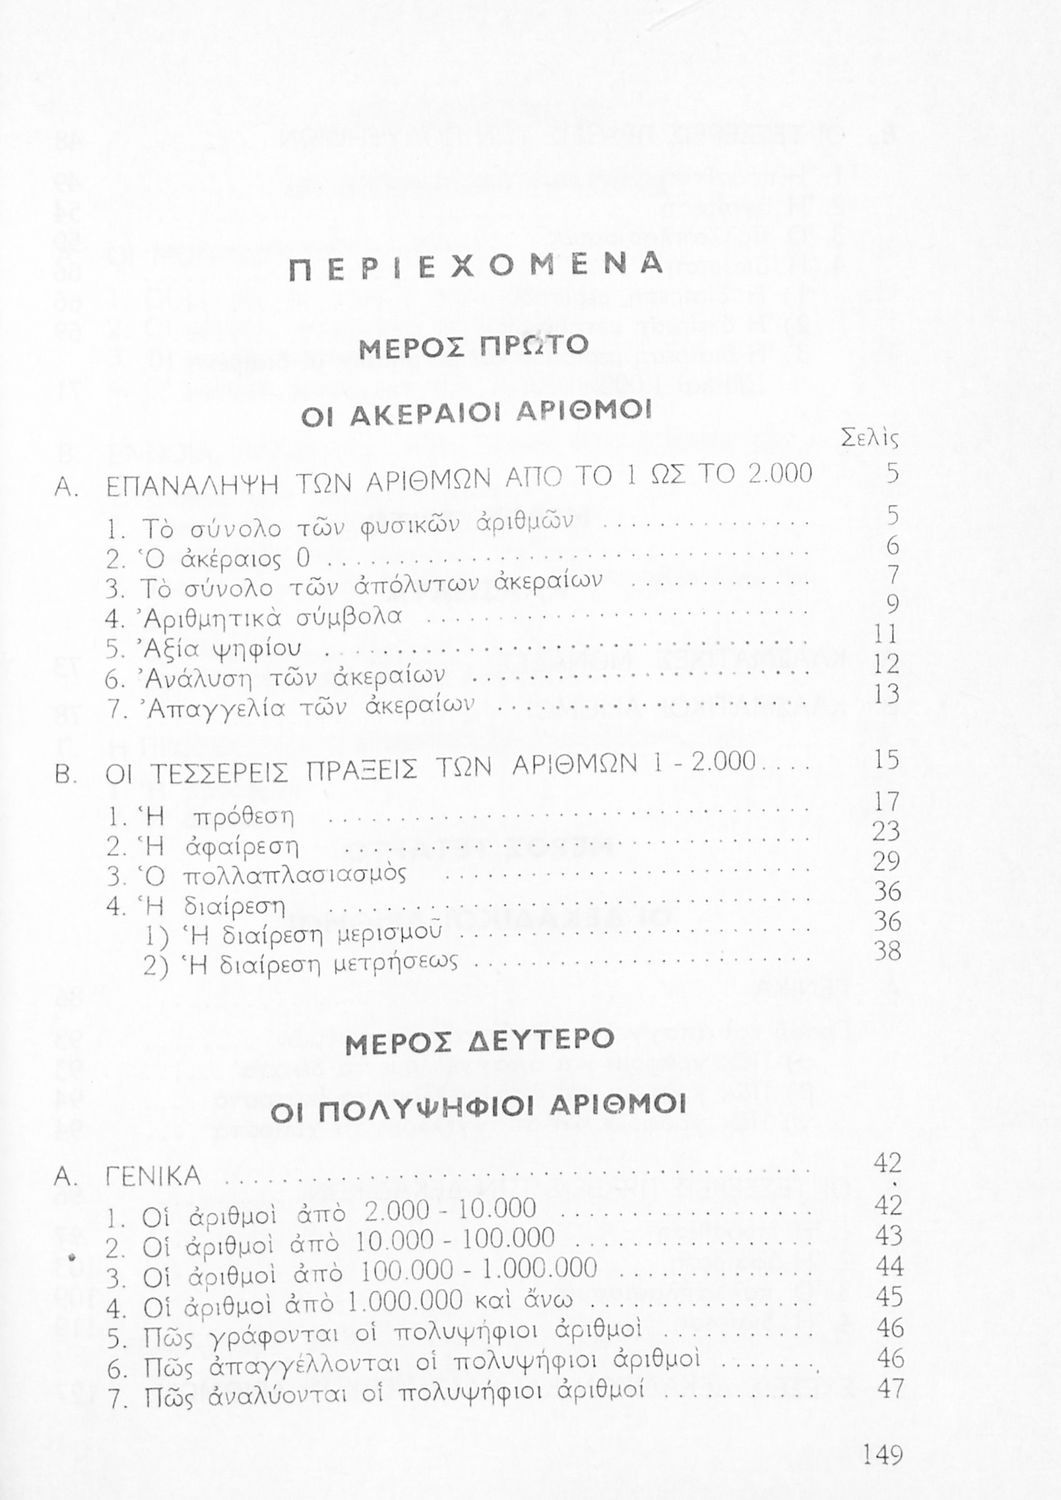 ΠΕΡΙΕΧΟΜΕΝΑ
ΜΕΡΟΣ ΠΡΩΤΟ
ΟΙ ΑΚΕΡΑΙΟΙ ΑΡΙΘΜΟΙ
Σελὶς
Α. ΕΠΑΝΑΛΗΨΗ ΤΩΝ ΑΡΙΘΜΩΝ ΑΠΟ ΤΟ 1 ΩΣ ΤΟ 2.000 5
1. Τὸ σύνολο τῶν φυσικῶν ἀριθμῶν ............... 5
2. Ὁ ἀκέραιος 0 ............... 6
3. Τὸ σύνολο τῶν ἀπόλυτων ἀκεραίων ............... 7
4. Ἀριθμητικὰ σύμβολα ............... 9
5. Ἀξία ψηφίου ............... 11
6. Ἀνάλυση τῶν ἀκεραίων ............... 12
7. Ἀπαγγελία τῶν ἀκεραίων ............... 13
Β. ΟΙ ΤΕΣΣΕΡΕΙΣ ΠΡΑΞΕΙΣ ΤΩΝ ΑΡΙΘΜΩΝ 1 - 2.000.... 15
1. Ἡ πρόθεση ............... 17
2. Ἡ ἀφαίρεση ............... 23
3. Ὁ πολλαπλασιασμὸς ............... 29
4. Ἡ διαίρεση ............... 36
1) Ἡ διαίρεση μερισμοῦ ............... 36
2) Ἡ διαίρεση μετρήσεως ............... 38
ΜΕΡΟΣ ΔΕΥΤΕΡΟ
ΟΙ ΠΟΛΥΨΗΦΙΟΙ ΑΡΙΘΜΟΙ
Α. ΓΕΝΙΚΑ ............... 42
1. Οἱ ἀριθμοὶ ἀπὸ 2.000 - 10.000 ............... 42
2. Οἱ ἀριθμοὶ ἀπὸ 10.000 - 100.000 ............... 43
3. Οἱ ἀριθμοὶ ἀπὸ 100.000 - 1.000.000 ............... 44
4. Οἱ ἀριθμοὶ ἀπὸ 1.000.000 καὶ ἄνω ............... 45
5. Πῶς γράφονται οἱ πολυψήφιοι ἀριθμοὶ ........... 46
6. Πῶς ἀπαγγέλλονται οἱ πολυψήφιοι ἀριθμοὶ ....... 46
7. Πῶς ἀναλύονται οἱ πολυψήφιοι ἀριθμοί ........... 47
149